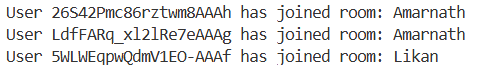 User 26S42Pmc86rztwm8AAAh has joined room: Amarnath
User LdfFARq_xl2lRe7eAAAg has joined room: Amarnath
User 5WLWEqpwQdmV1EO-AAAf has joined room: Likan